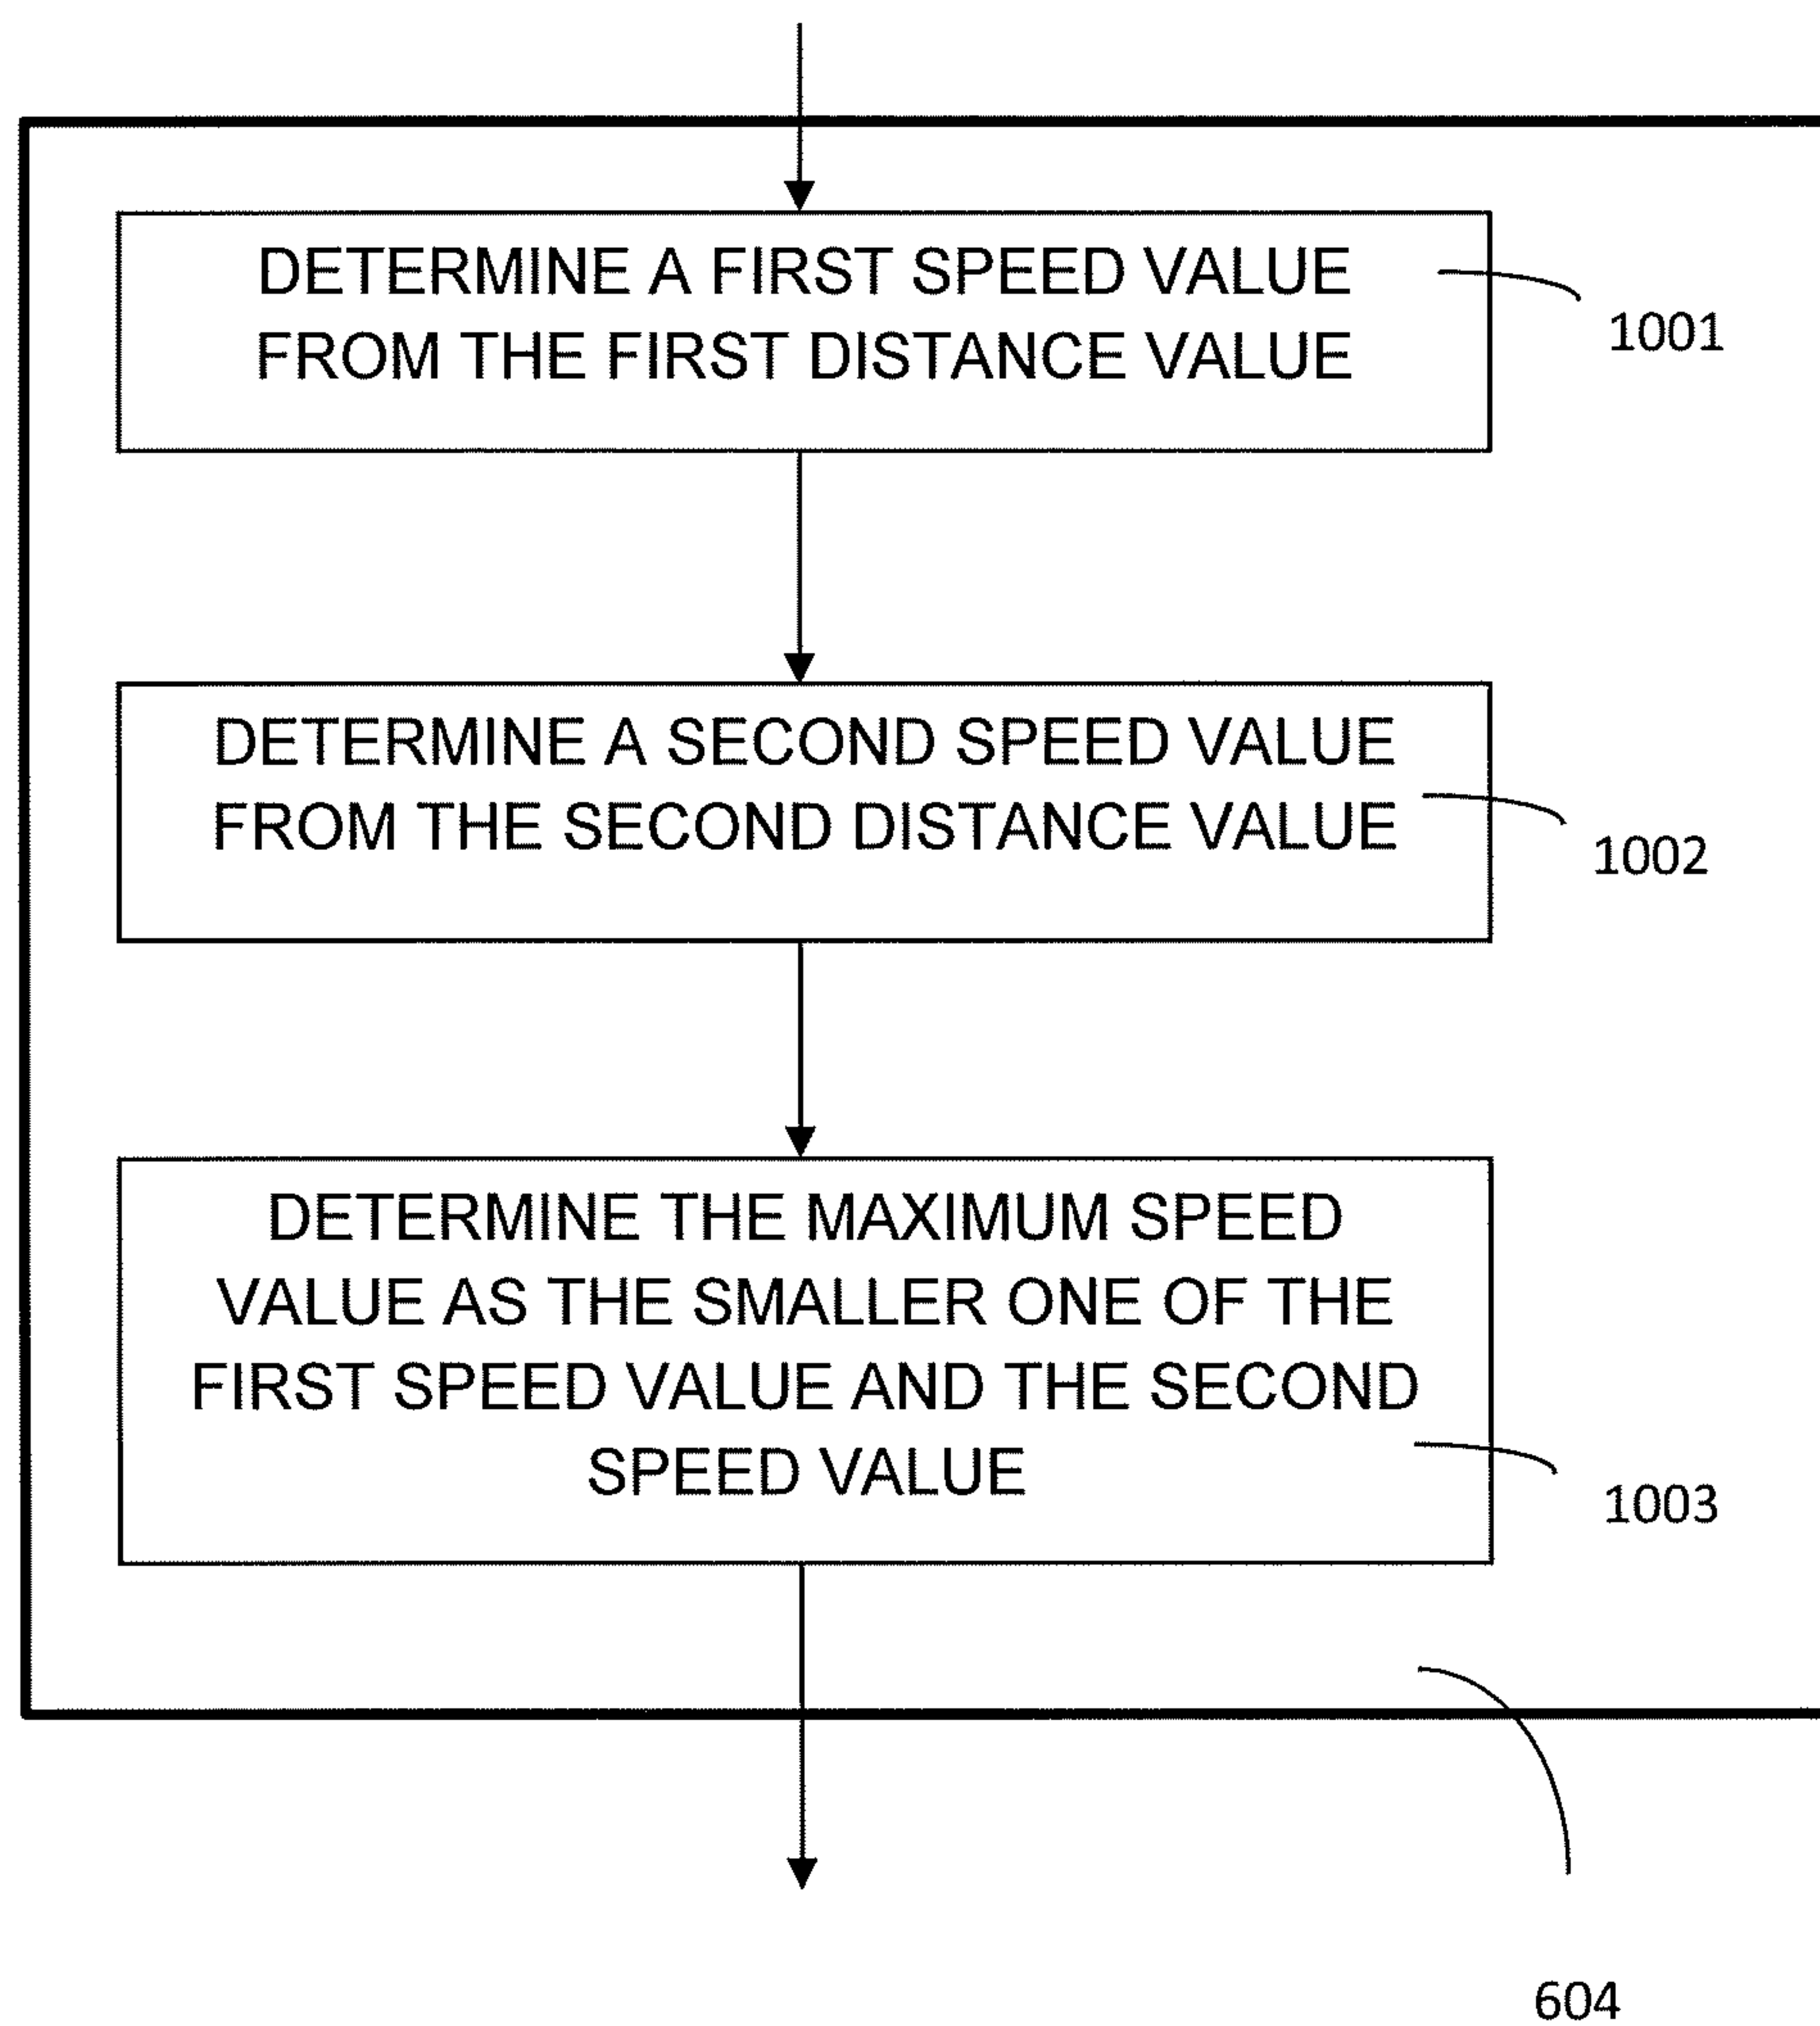 DETERMINE A FIRST SPEED VALUE
FROM THE FIRST DISTANCE VALUE
1001
DETERMINE A SECOND SPEED VALUE
FROM THE SECOND DISTANCE VALUE
1002
DETERMINE THE MAXIMUM SPEED
VALUE AS THE SMALLER ONE OF THE
FIRST SPEED VALUE AND THE SECOND
SPEED VALUE
1003
604